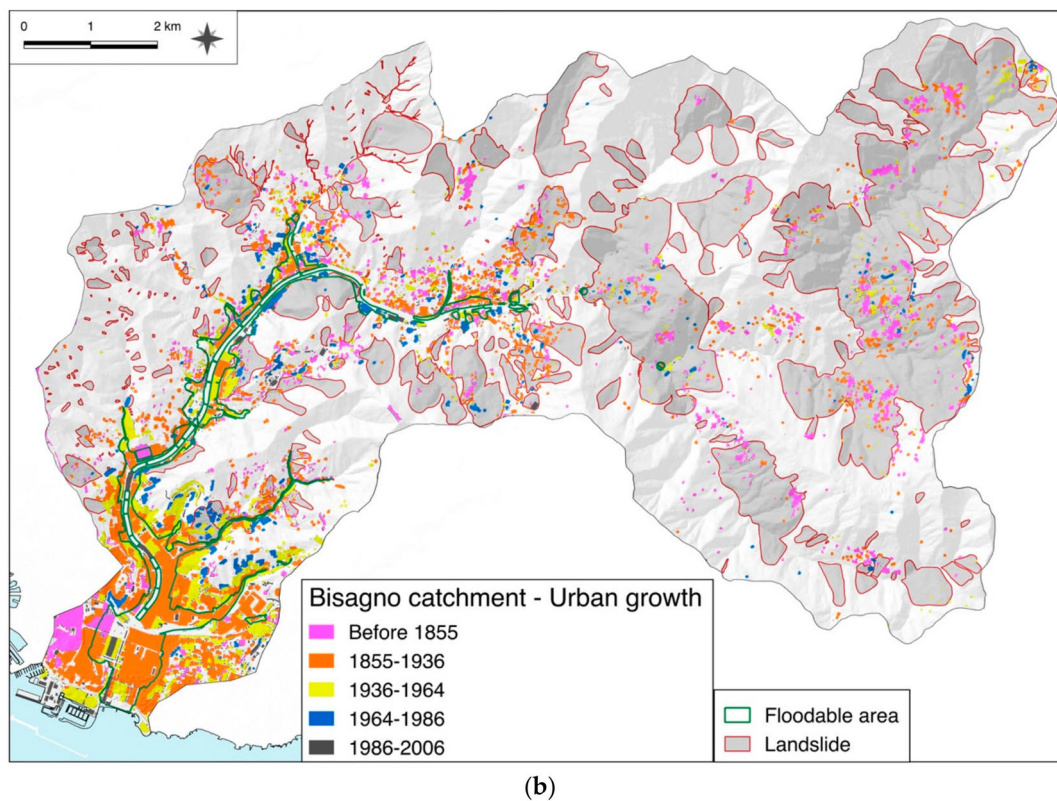 0 1 2 km
Bisagno catchment - Urban growth
Before 1855
1855-1936
1936-1964
1964-1986
1986-2006
Floodable area
Landslide
(b)